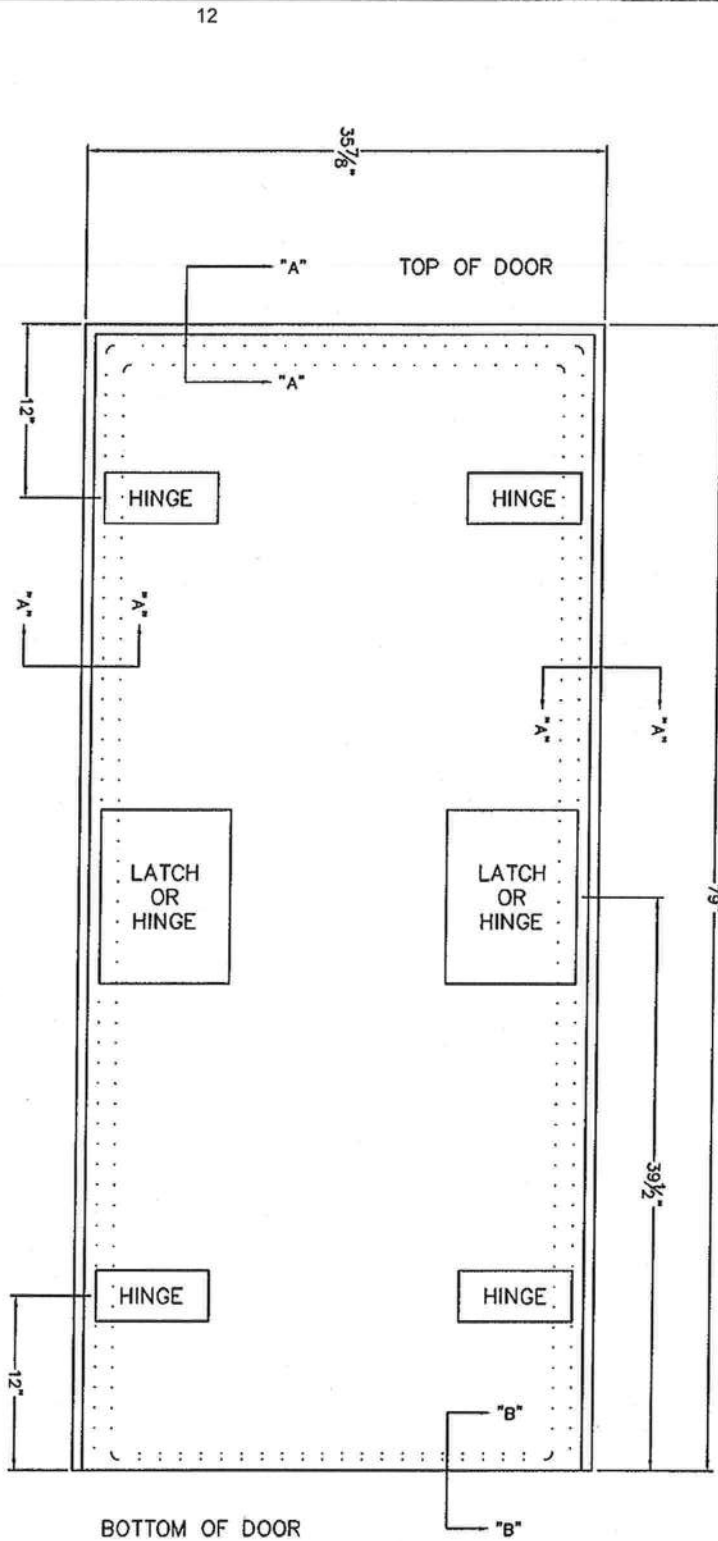 12
35⅞"
"A"
TOP OF DOOR
"A"
12"
HINGE
HINGE
"A"
"A"
"A"
"A"
LATCH
OR
HINGE
LATCH
OR
HINGE
39½"
HINGE
HINGE
12"
"B"
BOTTOM OF DOOR
"B"